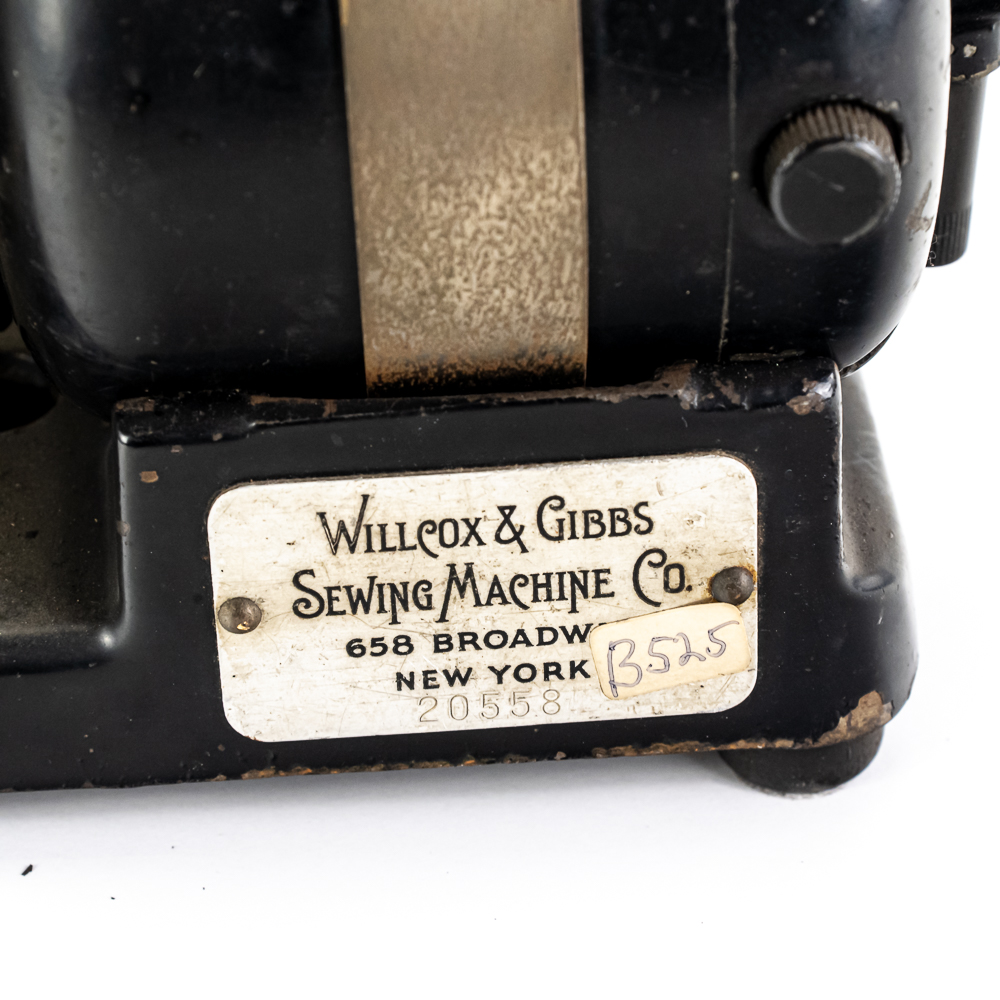 WILLCOX & GIBBS
SEWING MACHINE CO.
658 BROADW
NEW YORK
B525
20558